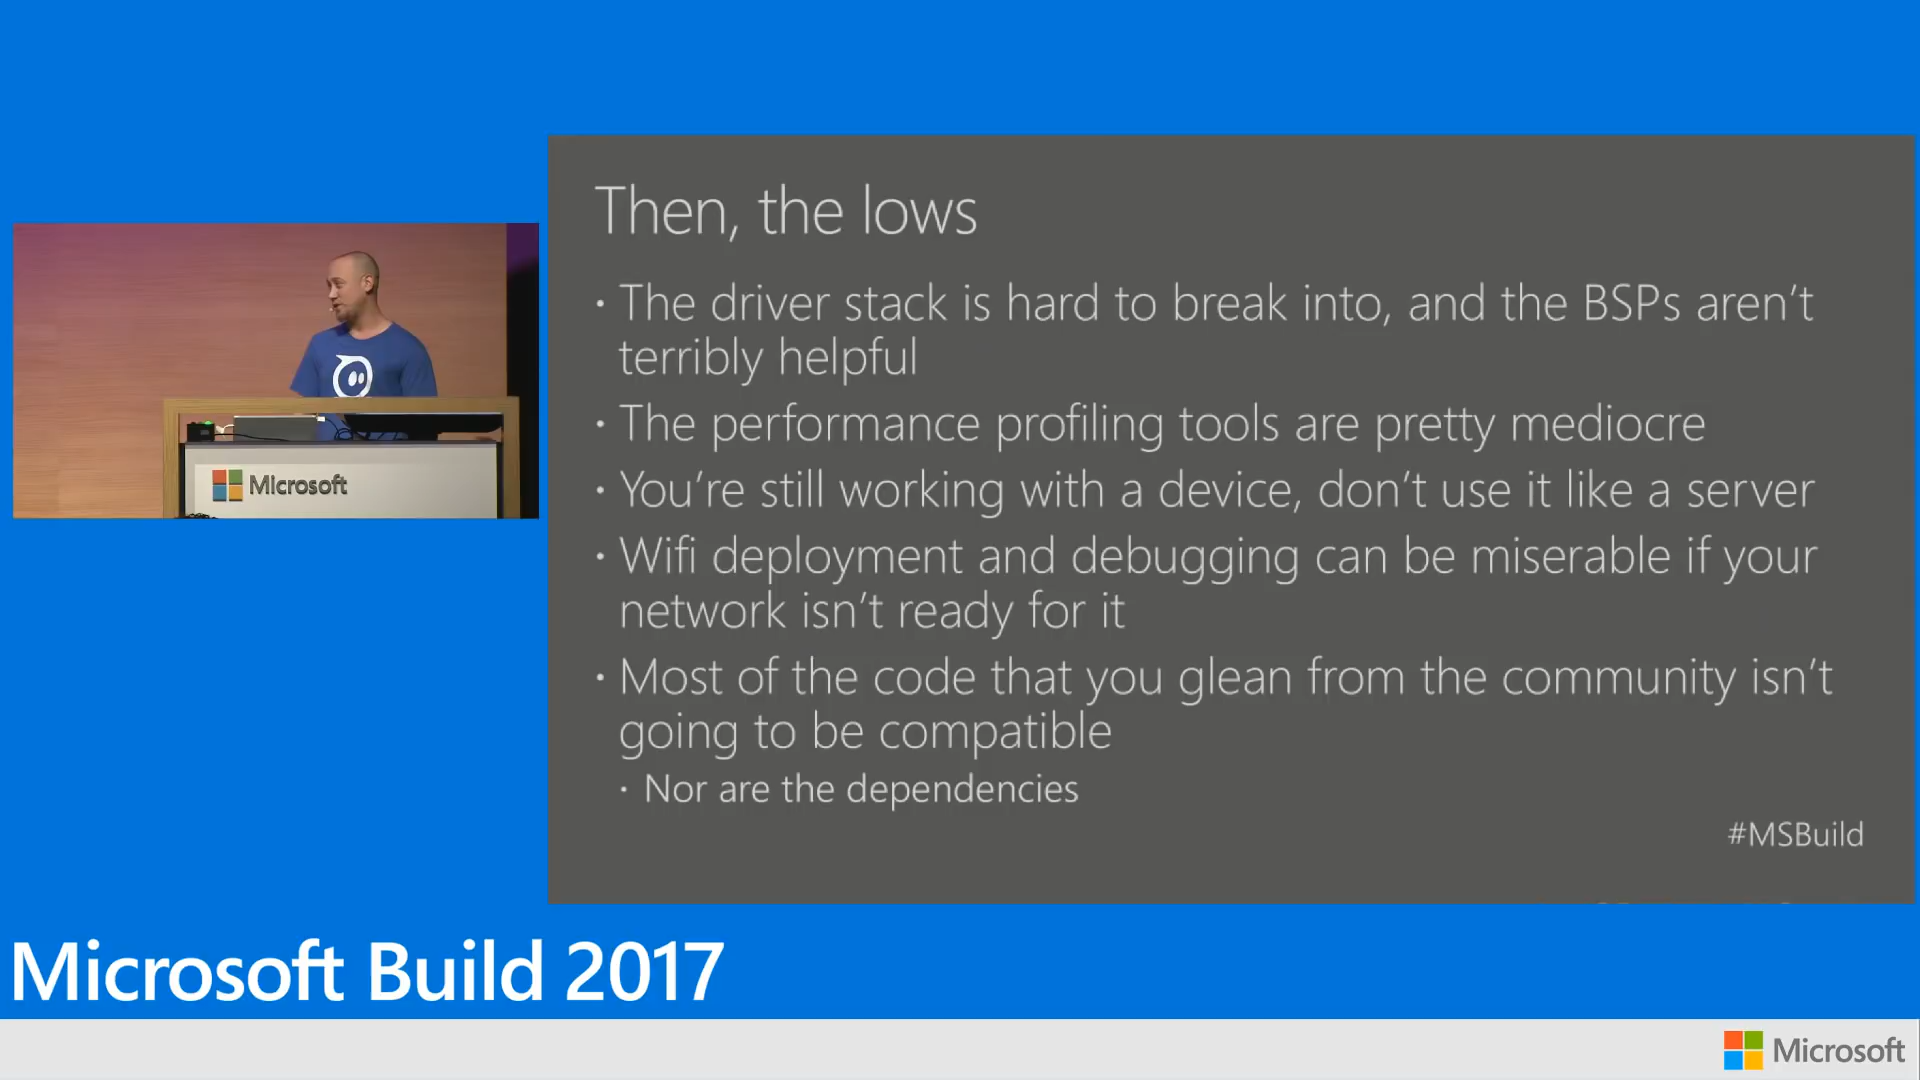 Then, the lows
· The driver stack is hard to break into, and the BSPs aren’t
terribly helpful
· The performance profiling tools are pretty mediocre
· You’re still working with a device, don’t use it like a server
· Wifi deployment and debugging can be miserable if your
network isn’t ready for it
· Most of the code that you glean from the community isn’t
going to be compatible
· Nor are the dependencies
#MSBuild
Microsoft
Microsoft Build 2017
Microsoft